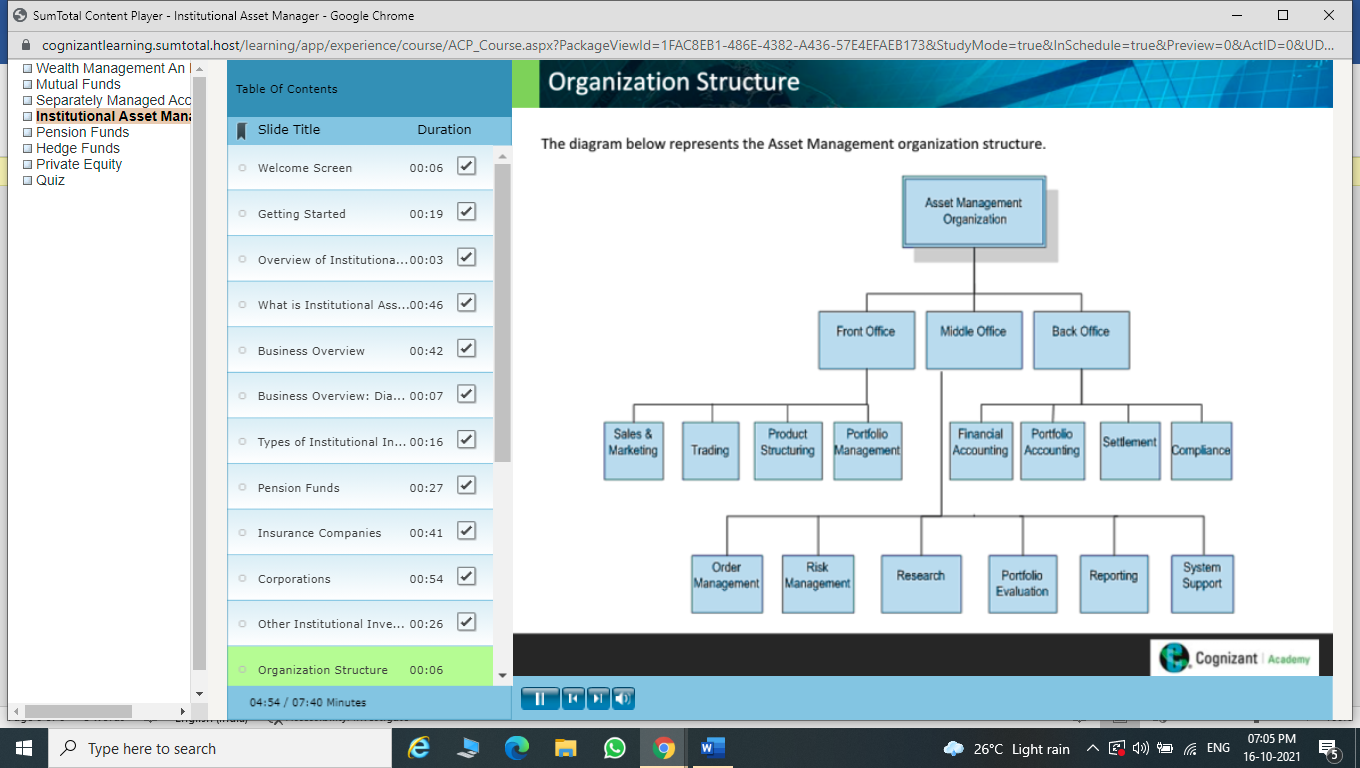 SumTotal Content Player - Institutional Asset Manager - Google Chrome
cognizantlearning.sumtotal.host/learning/app/experience/course/ACP_Course.aspx?PackageViewId=1FAC8EB1-486E-4382-A436-57E4EFAEB173&StudyMode=true&InSchedule=true&Preview=0&ActID=0&UD...
Wealth Management An I
Mutual Funds
Separately Managed Acc
Institutional Asset Mana
Pension Funds
Hedge Funds
Private Equity
Quiz
Table Of Contents
Slide Title Duration
Welcome Screen 00:06
Getting Started 00:19
Overview of Institutiona...00:03
What is Institutional Ass...00:46
Business Overview 00:42
Business Overview: Dia... 00:07
Types of Institutional In... 00:16
Pension Funds 00:27
Insurance Companies 00:41
Corporations 00:54
Other Institutional Inve... 00:26
Organization Structure 00:06
04:54 / 07:40 Minutes
Organization Structure
The diagram below represents the Asset Management organization structure.
Asset Management
Organization
Front Office
Middle Office
Back Office
Sales &
Marketing
Trading
Product
Structuring
Portfolio
Management
Financial
Accounting
Portfolio
Accounting
Settlement
Compliance
Order
Management
Risk
Management
Research
Portfolio
Evaluation
Reporting
System
Support
Cognizant | Academy
Type here to search
26°C Light rain
ENG
07:05 PM
16-10-2021
5